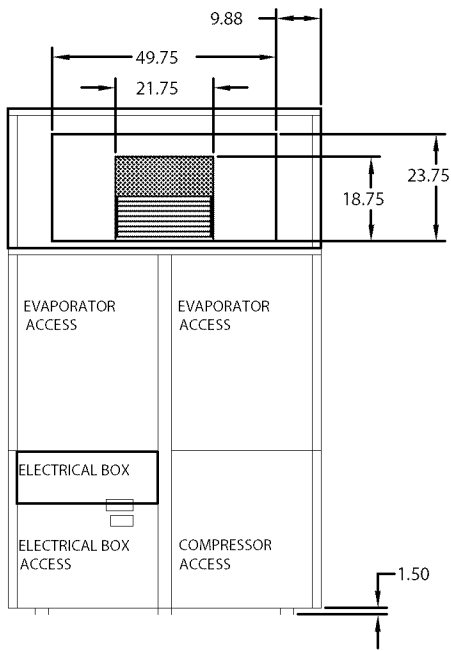 9.88
49.75
21.75
23.75
18.75
EVAPORATOR
ACCESS
EVAPORATOR
ACCESS
ELECTRICAL BOX
ELECTRICAL BOX
ACCESS
COMPRESSOR
ACCESS
1.50